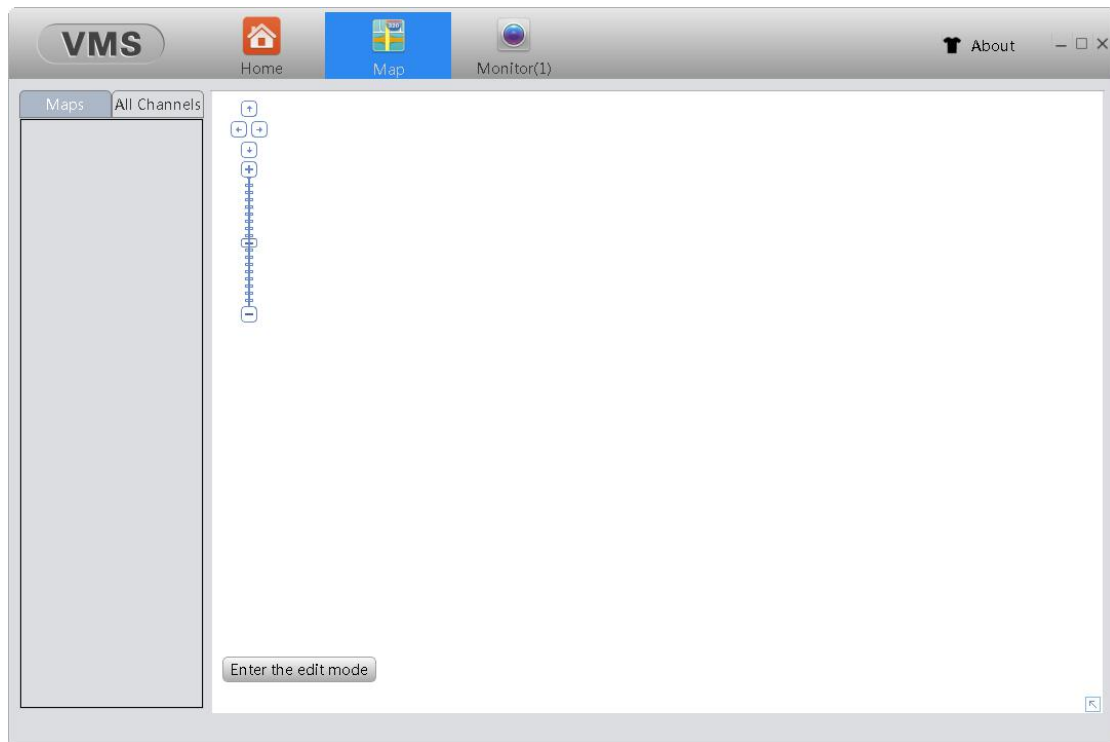 VMS
Home
Map
Monitor(1)
About
Maps
All Channels
Enter the edit mode